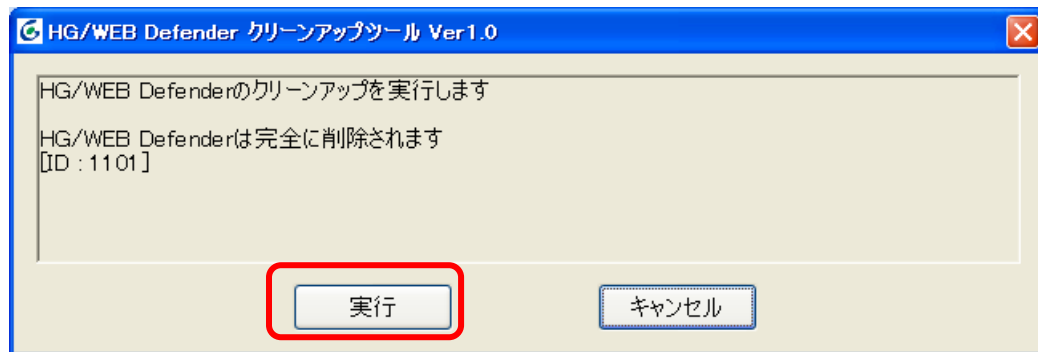 HG/WEB Defender クリーンアップツール Ver1.0
HG/WEB Defenderのクリーンアップを実行します
HG/WEB Defenderは完全に削除されます
[ID : 1101]
実行
キャンセル